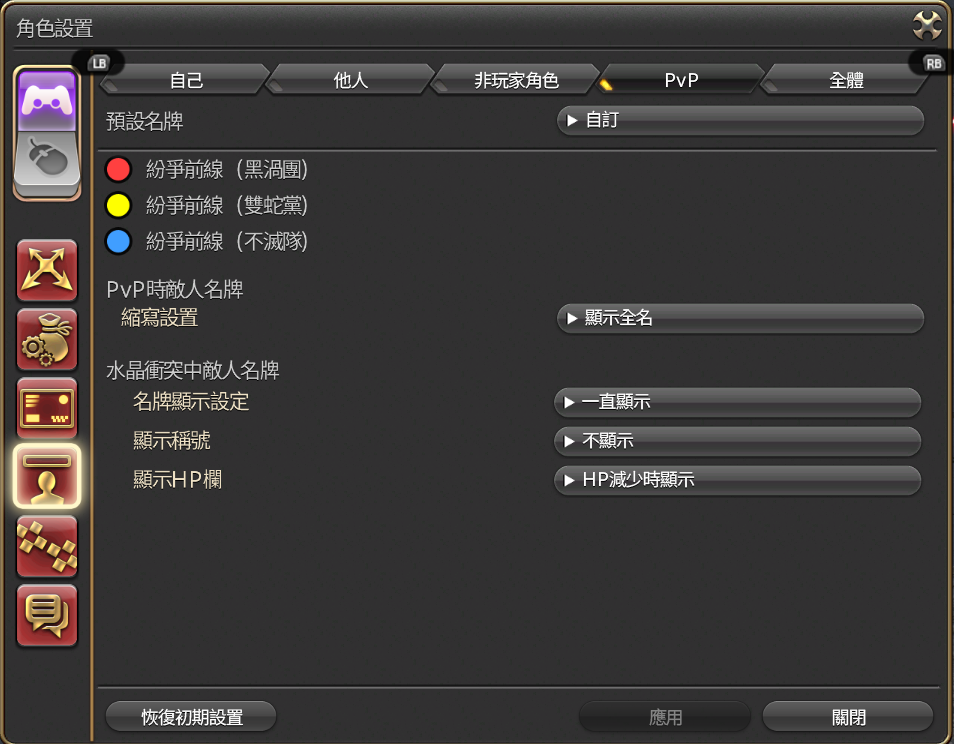 角色設置
LB
自己
他人
非玩家角色
PvP
全體
RB
預設名牌
自訂
紛爭前線（黑渦團）
紛爭前線（雙蛇黨）
紛爭前線（不滅隊）
PvP時敵人名牌
縮寫設置
顯示全名
水晶衝突中敵人名牌
名牌顯示設定
一直顯示
顯示稱號
不顯示
顯示HP欄
HP減少時顯示
恢復初期設置
應用
關閉